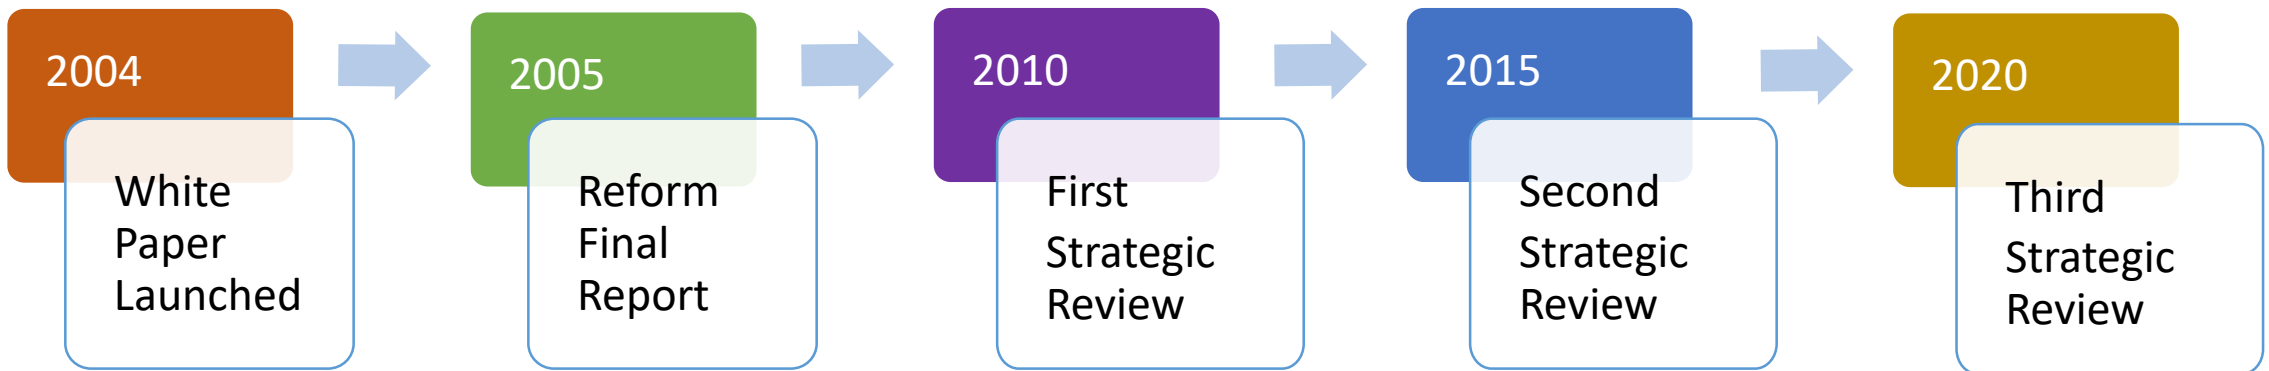 2004
White
Paper
Launched
2005
Reform
Final
Report
2010
First
Strategic
Review
2015
Second
Strategic
Review
2020
Third
Strategic
Review